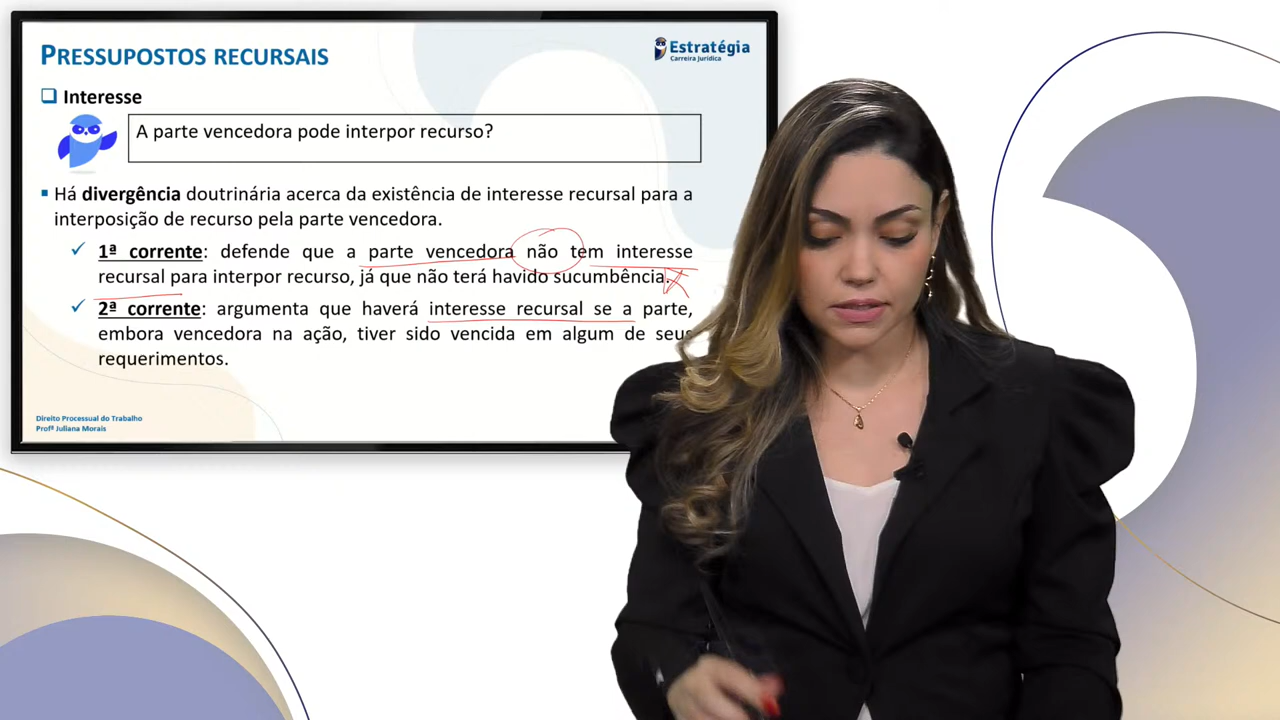 PRESSUPOSTOS RECURSAIS
Estratégia
Carreira Jurídica
Interesse
A parte vencedora pode interpor recurso?
Há divergência doutrinária acerca da existência de interesse recursal para a
interposição de recurso pela parte vencedora.
1ª corrente: defende que a parte vencedora não tem interesse
recursal para interpor recurso, já que não terá havido sucumbência.
2ª corrente: argumenta que haverá interesse recursal se a parte,
embora vencedora na ação, tiver sido vencida em algum de seus
requerimentos.
Direito Processual do Trabalho
Profª Juliana Morais